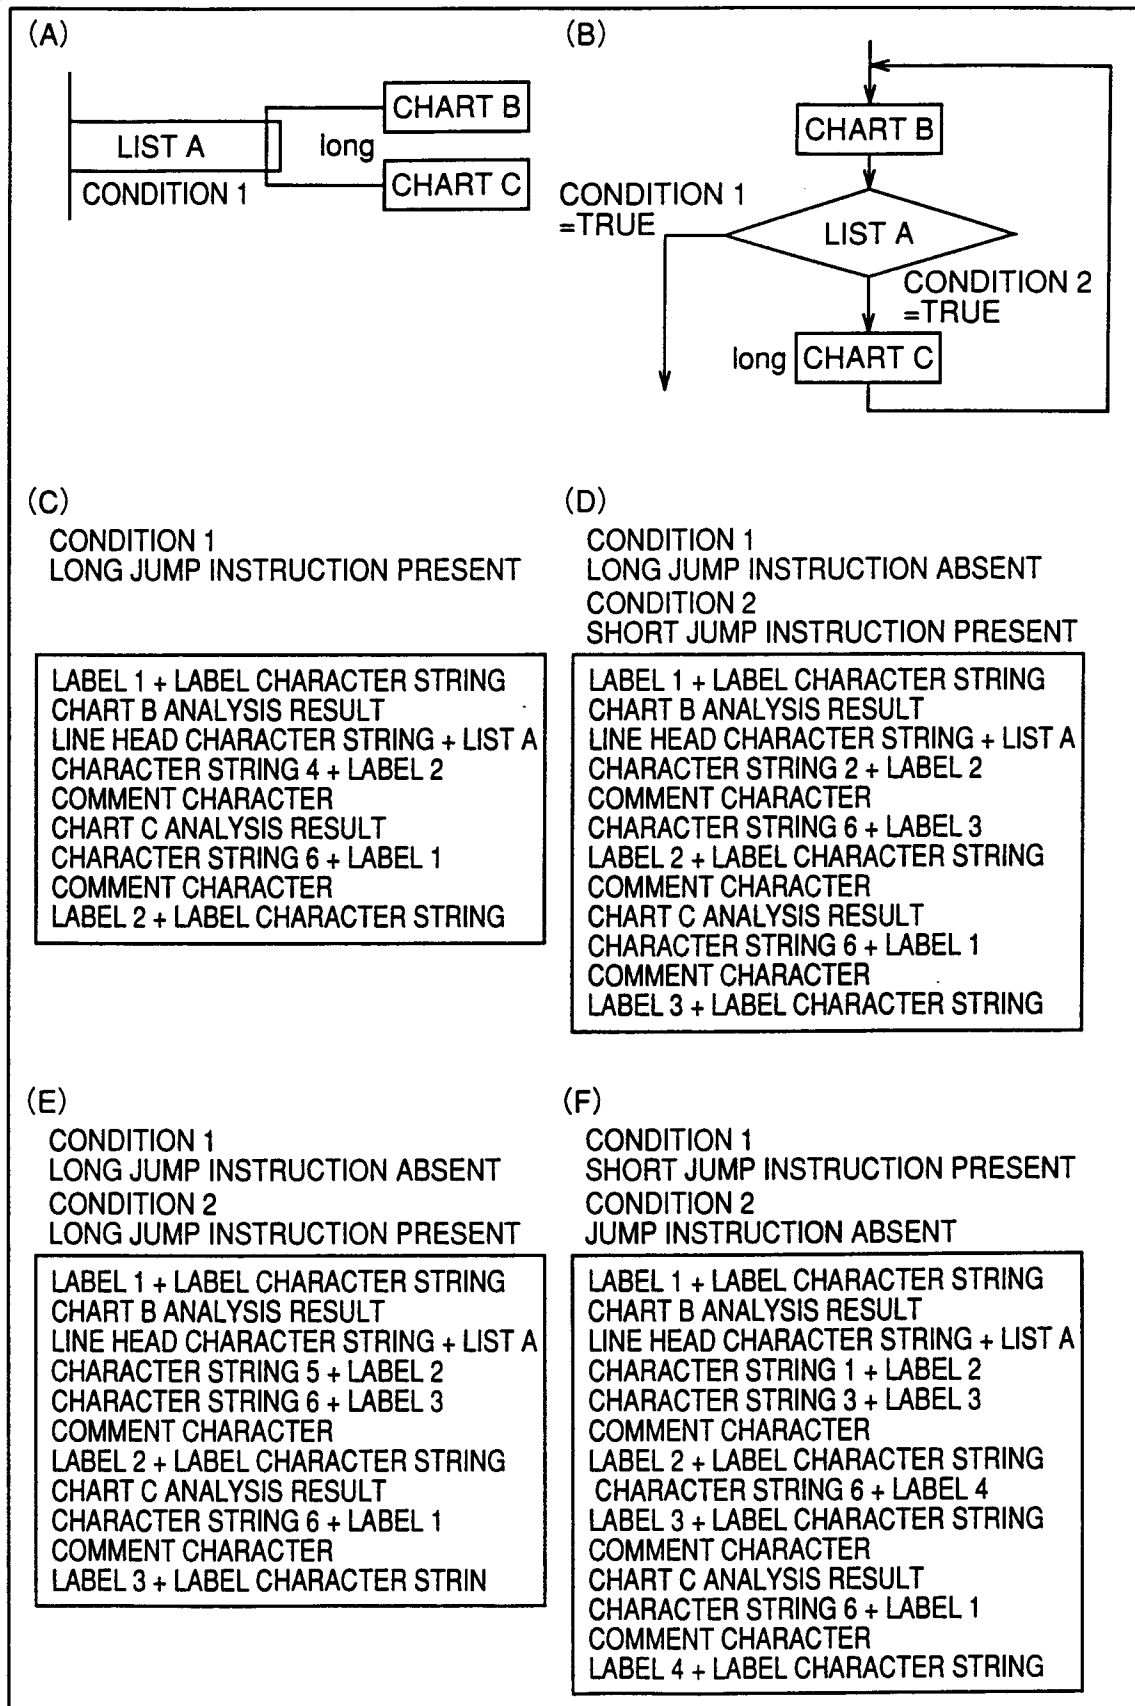 (A)
CHART B
LIST A
long
CONDITION 1
CHART C
(B)
CHART B
CONDITION 1
=TRUE
LIST A
CONDITION 2
=TRUE
long
CHART C
(C)
CONDITION 1
LONG JUMP INSTRUCTION PRESENT
LABEL 1 + LABEL CHARACTER STRING
CHART B ANALYSIS RESULT
LINE HEAD CHARACTER STRING + LIST A
CHARACTER STRING 4 + LABEL 2
COMMENT CHARACTER
CHART C ANALYSIS RESULT
CHARACTER STRING 6 + LABEL 1
COMMENT CHARACTER
LABEL 2 + LABEL CHARACTER STRING
(D)
CONDITION 1
LONG JUMP INSTRUCTION ABSENT
CONDITION 2
SHORT JUMP INSTRUCTION PRESENT
LABEL 1 + LABEL CHARACTER STRING
CHART B ANALYSIS RESULT
LINE HEAD CHARACTER STRING + LIST A
CHARACTER STRING 2 + LABEL 2
COMMENT CHARACTER
CHARACTER STRING 6 + LABEL 3
LABEL 2 + LABEL CHARACTER STRING
COMMENT CHARACTER
CHART C ANALYSIS RESULT
CHARACTER STRING 6 + LABEL 1
COMMENT CHARACTER
LABEL 3 + LABEL CHARACTER STRING
(E)
CONDITION 1
LONG JUMP INSTRUCTION ABSENT
CONDITION 2
LONG JUMP INSTRUCTION PRESENT
LABEL 1 + LABEL CHARACTER STRING
CHART B ANALYSIS RESULT
LINE HEAD CHARACTER STRING + LIST A
CHARACTER STRING 5 + LABEL 2
CHARACTER STRING 6 + LABEL 3
COMMENT CHARACTER
LABEL 2 + LABEL CHARACTER STRING
CHART C ANALYSIS RESULT
CHARACTER STRING 6 + LABEL 1
COMMENT CHARACTER
LABEL 3 + LABEL CHARACTER STRIN
(F)
CONDITION 1
SHORT JUMP INSTRUCTION PRESENT
CONDITION 2
JUMP INSTRUCTION ABSENT
LABEL 1 + LABEL CHARACTER STRING
CHART B ANALYSIS RESULT
LINE HEAD CHARACTER STRING + LIST A
CHARACTER STRING 1 + LABEL 2
CHARACTER STRING 3 + LABEL 3
COMMENT CHARACTER
LABEL 2 + LABEL CHARACTER STRING
CHARACTER STRING 6 + LABEL 4
LABEL 3 + LABEL CHARACTER STRING
COMMENT CHARACTER
CHART C ANALYSIS RESULT
CHARACTER STRING 6 + LABEL 1
COMMENT CHARACTER
LABEL 4 + LABEL CHARACTER STRING